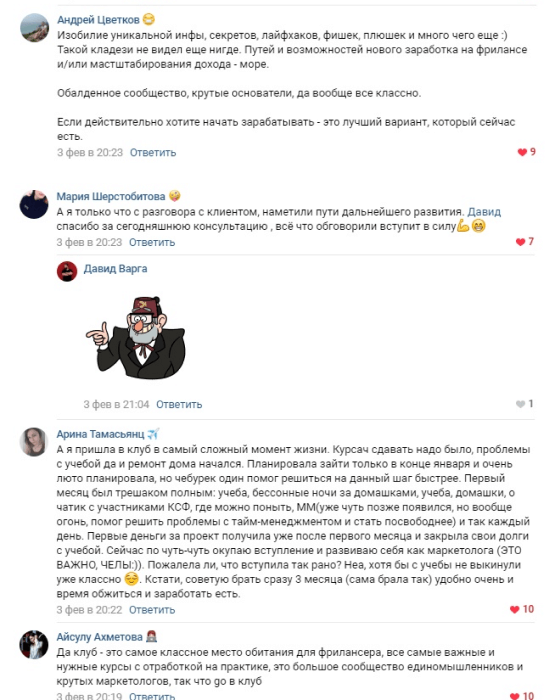 Андрей Цветков 😂
Изобилие уникальной инфы, секретов, лайфхаков, фишек, плюшек и много чего еще :)
Такой кладези не видел еще нигде. Путей и возможностей нового заработка на фрилансе
и/или мастштабирования дохода - море.
Обалденное сообщество, крутые основатели, да вообще все классно.
Если действительно хотите начать зарабатывать - это лучший вариант, который сейчас
есть.
3 фев в 20:23 Ответить 9
Мария Шерстобитова 🤪
А я только что с разговора с клиентом, наметили пути дальнейшего развития. Давид
спасибо за сегодняшнюю консультацию , всё что обговорили вступит в силу💪😁
3 фев в 20:23 Ответить 7
Давид Варга
3 фев в 21:04 Ответить 1
Арина Тамасьянц ✈️
А я пришла в клуб в самый сложный момент жизни. Курсач сдавать надо было, проблемы
с учебой да и ремонт дома начался. Планировала зайти только в конце января и очень
люто планировала, но чебурек один помог решиться на данный шаг быстрее. Первый
месяц был трешаком полным: учеба, бессонные ночи за домашками, учеба, домашки, о
чатик с участниками КСФ, где можно поныть, ММ(уже чуть позже появился, но вообще
огонь, помог решить проблемы с тайм-менеджментом и стать посвободнее) и так каждый
день. Первые деньги за проект получила уже после первого месяца и закрыла свои долги
с учебой. Сейчас по чуть-чуть окупаю вступление и развиваю себя как маркетолога (ЭТО
ВАЖНО, ЧЕЛЫ:)). Пожалела ли, что вступила так рано? Неа, хотя бы с учебы не выкинули
уже классно ☺️. Кстати, советую брать сразу 3 месяца (сама брала так) удобно очень и
время обжиться и заработать есть.
3 фев в 20:22 Ответить 10
Айсулу Ахметова
Да клуб - это самое классное место обитания для фрилансера, все самые важные и
нужные курсы с отработкой на практике, это большое сообщество единомышленников и
крутых маркетологов, так что go в клуб
3 фев в 20:19 Ответить 10